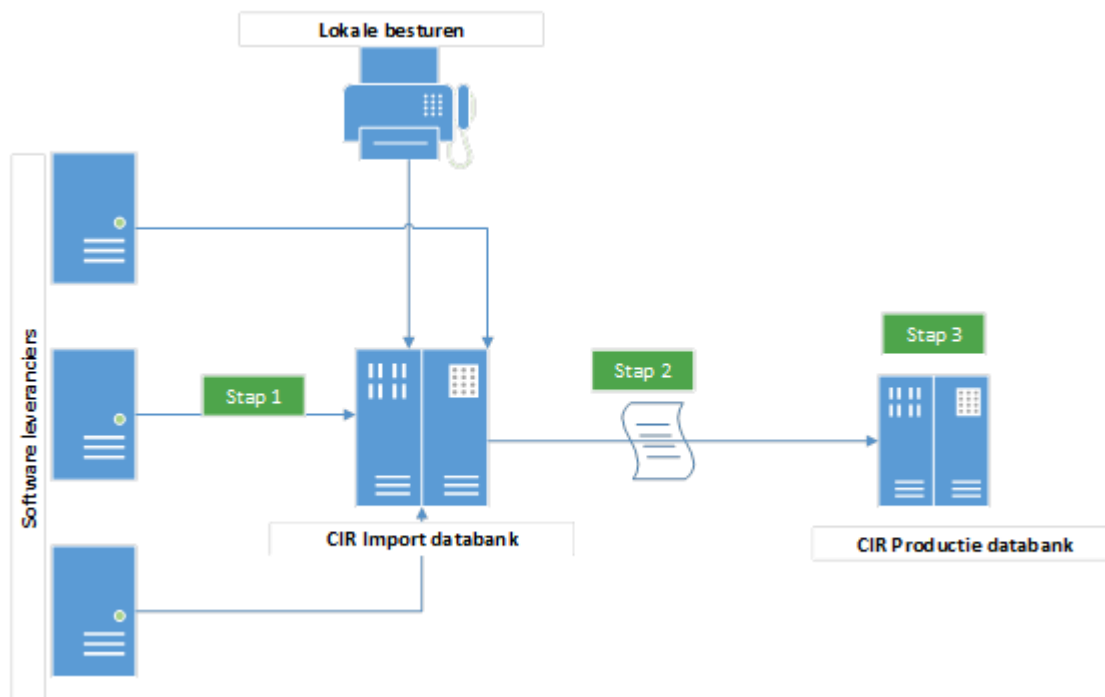 Lokale besturen
Software leveranciers
Stap 1
Stap 2
Stap 3
CIR Import databank
CIR Productie databank